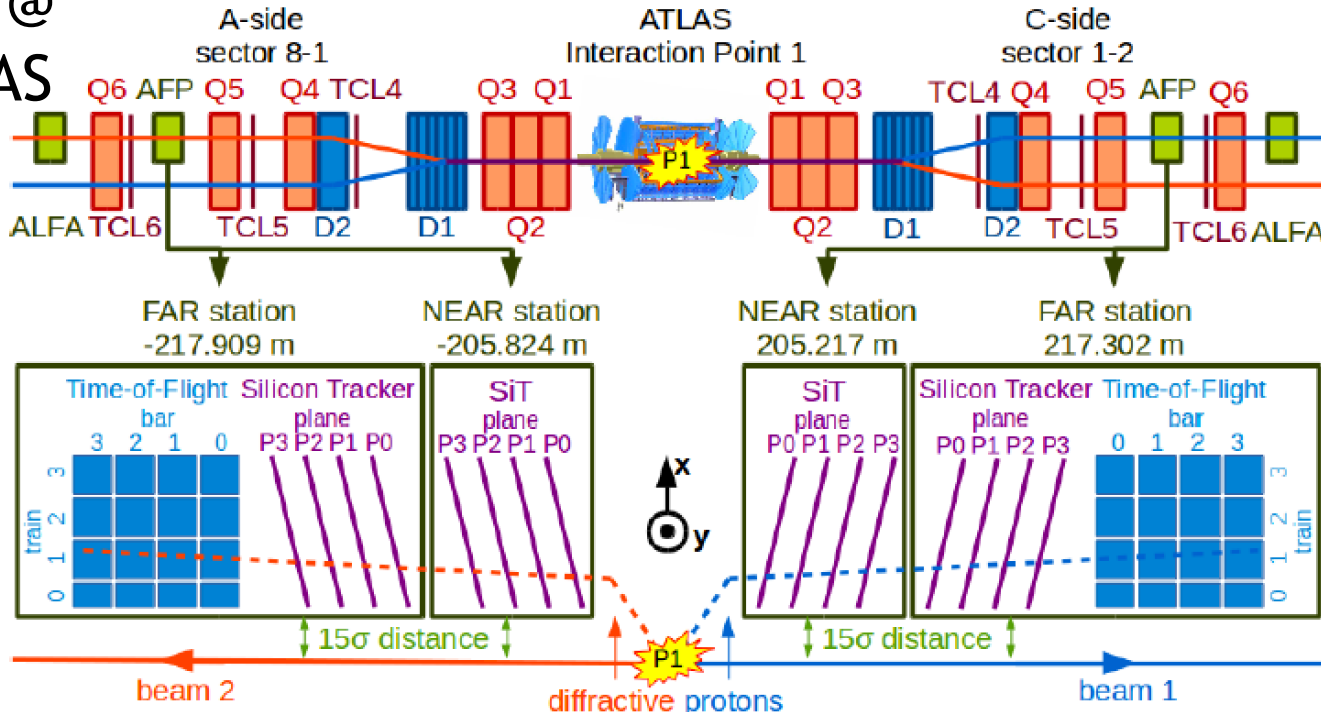 @
AS
A-side
sector 8-1
ATLAS
Interaction Point 1
C-side
sector 1-2
Q6 AFP Q5 Q4 TCL4 Q3 Q1 Q1 Q3 TCL4 Q4 Q5 AFP Q6
P1
ALFA TCL6 TCL5 D2 D1 Q2 Q2 D1 D2 TCL5 TCL6 ALFA
FAR station
-217.909 m
NEAR station
-205.824 m
NEAR station
205.217 m
FAR station
217.302 m
Time-of-Flight
bar
3 2 1 0
train
3
2
1
0
Silicon Tracker
plane
P3 P2 P1 P0
SiT
plane
P3 P2 P1 P0
x
y
SiT
plane
P0 P1 P2 P3
Silicon Tracker
plane
P0 P1 P2 P3
Time-of-Flight
bar
0 1 2 3
3
2
1
0
train
15σ distance
15σ distance
P1
beam 2
diffractive protons
beam 1